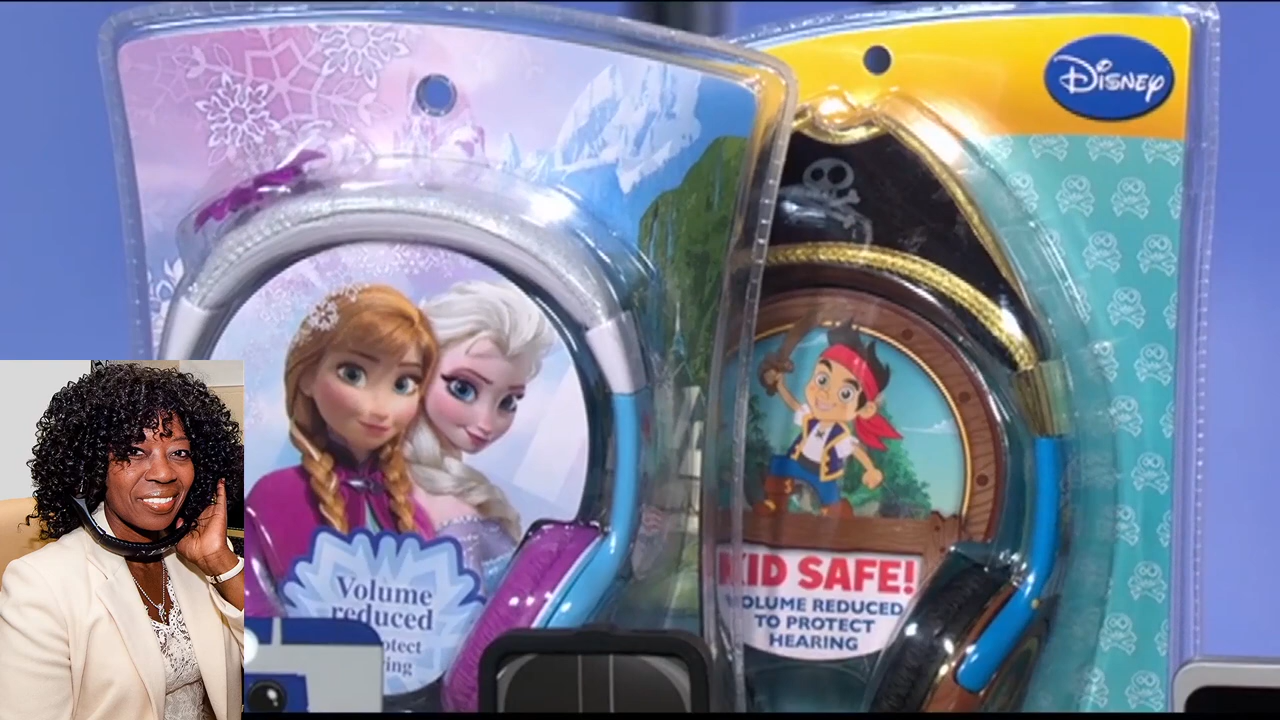 Disney
Volume
reduced
KID SAFE!
VOLUME REDUCED
TO PROTECT
HEARING